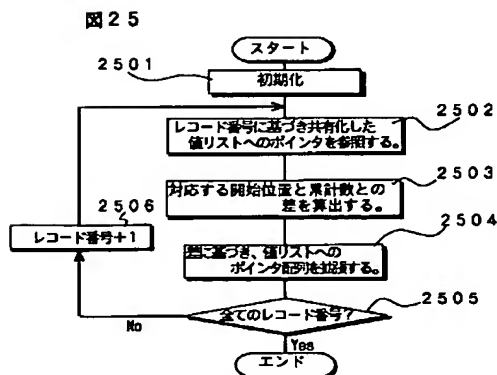 図25
スタート
2501
初期化
2502
レコード番号に基づき共有化した
値リストへのポインタを参照する。
2503
対応する開始位置と累計数との
差を算出する。
2506
レコード番号+1
2504
差に基づき、値リストへの
ポインタ配列を拡張する。
2505
全てのレコード番号?
No
Yes
エンド